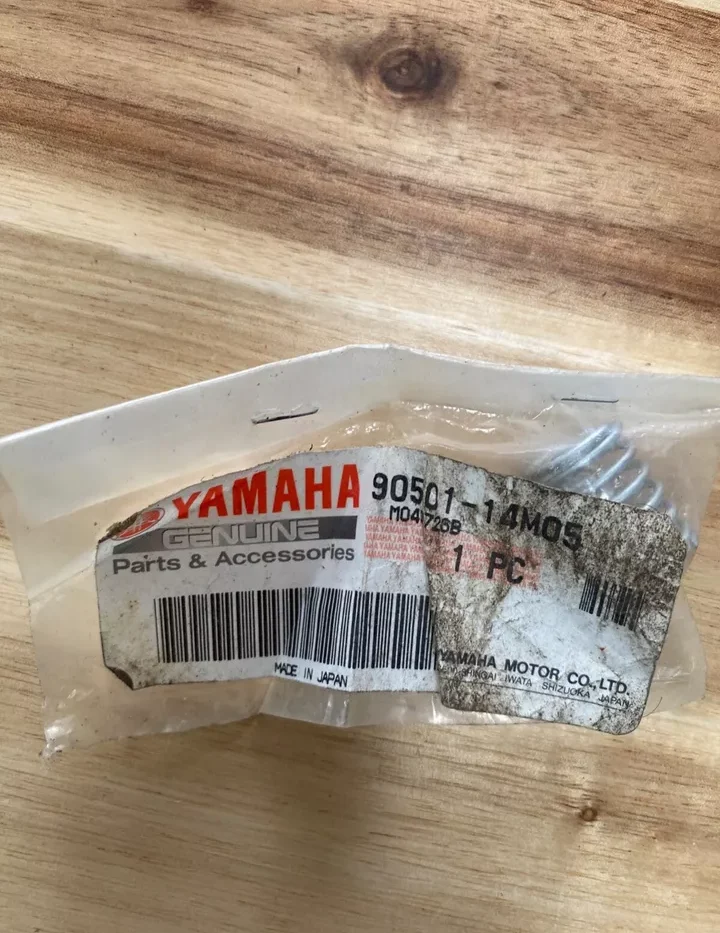 YAMAHA 90501-14M05
GENUINE M041726B
Parts & Accessories 1 PC
MADE IN JAPAN
YAMAHA MOTOR CO., LTD.
SHINGAI IWATA SHIZUOKA JAPAN